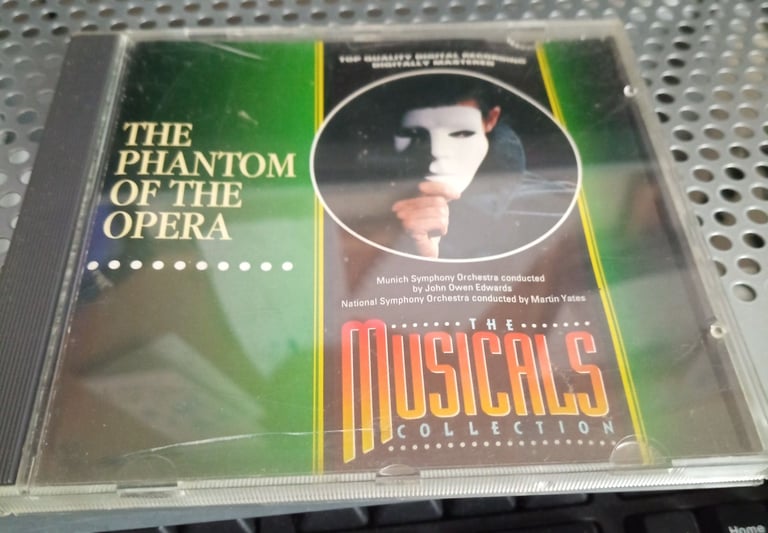 TOP QUALITY DIGITAL RECORDING
DIGITALLY MASTERED
THE
PHANTOM
OF THE
OPERA
Munich Symphony Orchestra conducted
by John Owen Edwards
National Symphony Orchestra conducted by Martin Yates
THE
MUSICALS
COLLECTION
Home